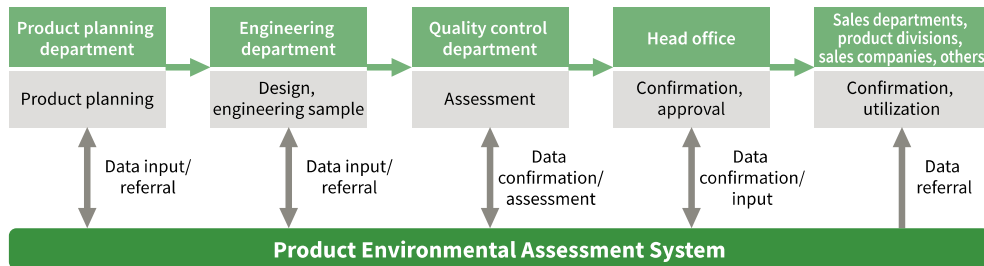 Product planning
department
Engineering
department
Quality control
department
Head office
Sales departments,
product divisions,
sales companies, others
Product planning
Design,
engineering sample
Assessment
Confirmation,
approval
Confirmation,
utilization
Data input/
referral
Data input/
referral
Data
confirmation/
assessment
Data
confirmation/
input
Data
referral
Product Environmental Assessment System